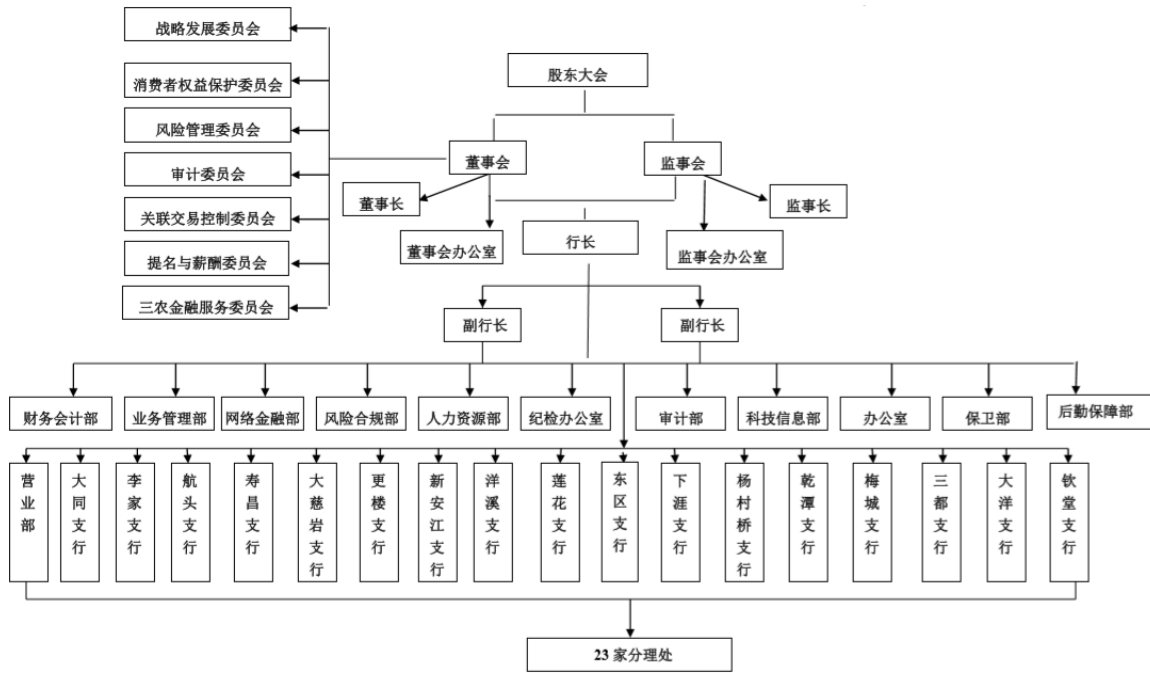 战略发展委员会
消费者权益保护委员会
风险管理委员会
审计委员会
关联交易控制委员会
提名与薪酬委员会
三农金融服务委员会
股东大会
董事会
监事会
董事长
监事长
董事会办公室
行长
监事会办公室
副行长
副行长
财务会计部
业务管理部
网络金融部
风险合规部
人力资源部
纪检办公室
审计部
科技信息部
办公室
保卫部
后勤保障部
营业部
大同支行
李家支行
航头支行
寿昌支行
大慈岩支行
更楼支行
新安江支行
洋溪支行
莲花支行
东区支行
下涯支行
杨村桥支行
乾潭支行
梅城支行
三都支行
大洋支行
钦堂支行
23 家分理处